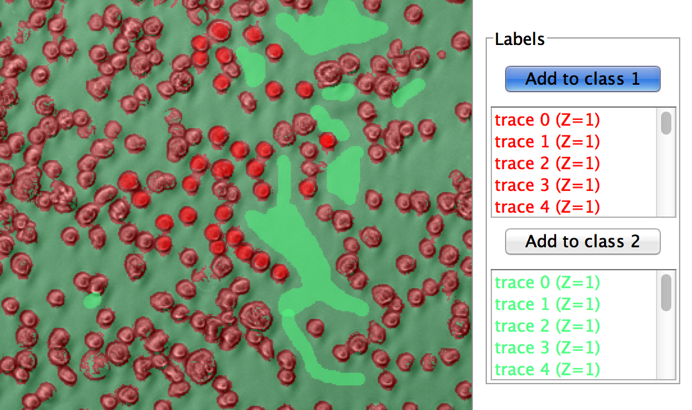 Labels
Add to class 1
trace 0 (Z=1)
trace 1 (Z=1)
trace 2 (Z=1)
trace 3 (Z=1)
trace 4 (Z=1)
Add to class 2
trace 0 (Z=1)
trace 1 (Z=1)
trace 2 (Z=1)
trace 3 (Z=1)
trace 4 (Z=1)